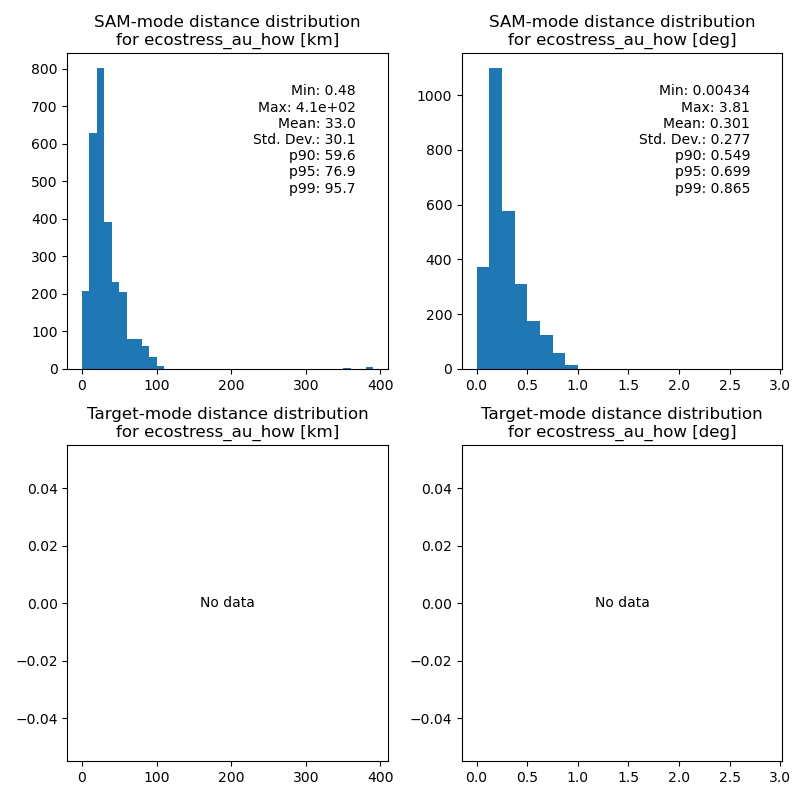 SAM-mode distance distribution
for ecostress_au_how [km]
800
700
600
500
400
300
200
100
0
0
100
200
300
400
Min: 0.48
Max: 4.1e+02
Mean: 33.0
Std. Dev.: 30.1
p90: 59.6
p95: 76.9
p99: 95.7
SAM-mode distance distribution
for ecostress_au_how [deg]
1000
800
600
400
200
0
0.0
0.5
1.0
1.5
2.0
2.5
3.0
Min: 0.00434
Max: 3.81
Mean: 0.301
Std. Dev.: 0.277
p90: 0.549
p95: 0.699
p99: 0.865
Target-mode distance distribution
for ecostress_au_how [km]
0.04
0.02
0.00
−0.02
−0.04
0
100
200
300
400
No data
Target-mode distance distribution
for ecostress_au_how [deg]
0.04
0.02
0.00
−0.02
−0.04
0.0
0.5
1.0
1.5
2.0
2.5
3.0
No data